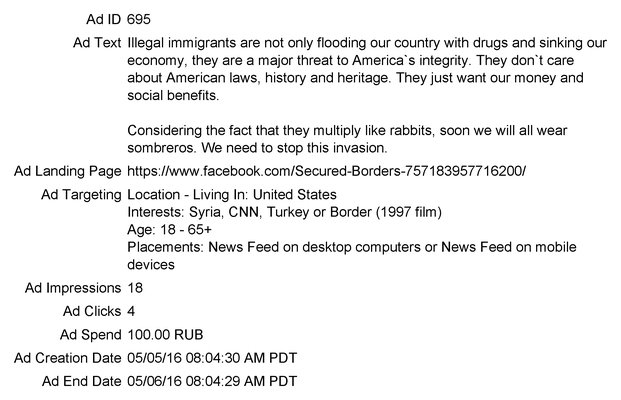 Ad ID 695
Ad Text Illegal immigrants are not only flooding our country with drugs and sinking our
economy, they are a major threat to America`s integrity. They don`t care
about American laws, history and heritage. They just want our money and
social benefits.
Considering the fact that they multiply like rabbits, soon we will all wear
sombreros. We need to stop this invasion.
Ad Landing Page https://www.facebook.com/Secured-Borders-757183957716200/
Ad Targeting Location - Living In: United States
Interests: Syria, CNN, Turkey or Border (1997 film)
Age: 18 - 65+
Placements: News Feed on desktop computers or News Feed on mobile
devices
Ad Impressions 18
Ad Clicks 4
Ad Spend 100.00 RUB
Ad Creation Date 05/05/16 08:04:30 AM PDT
Ad End Date 05/06/16 08:04:29 AM PDT